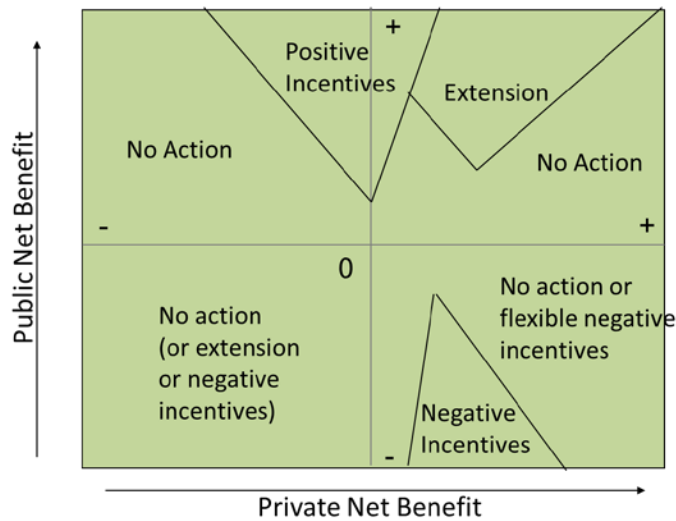 +
Positive
Incentives
Extension
No Action
No Action
-
+
0
No action
(or extension
or negative
incentives)
No action or
flexible negative
incentives
Negative
Incentives
-
Public Net Benefit
Private Net Benefit